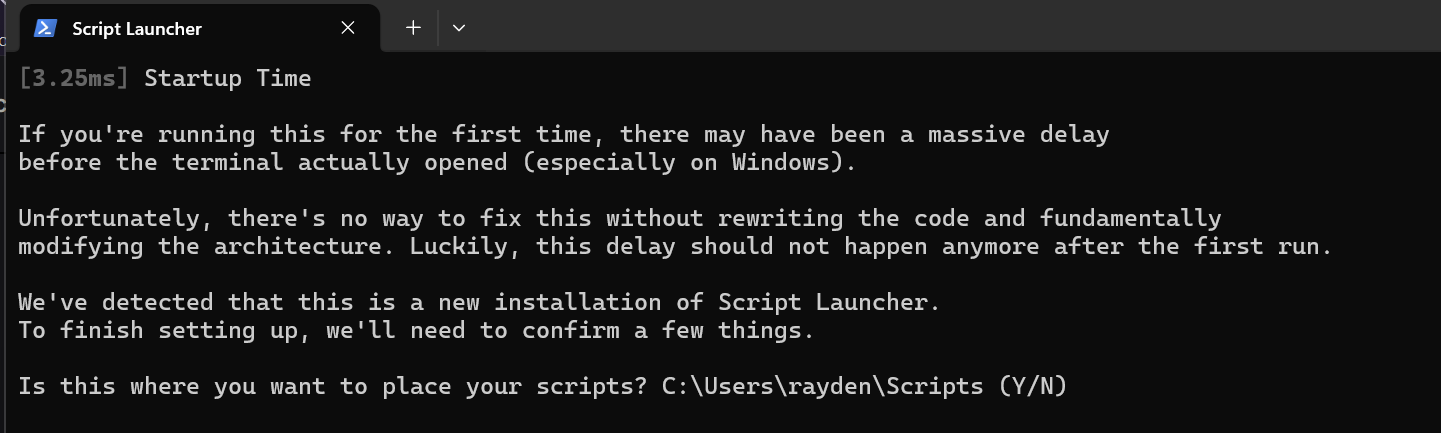 Script Launcher
[3.25ms] Startup Time
If you're running this for the first time, there may have been a massive delay
before the terminal actually opened (especially on Windows).
Unfortunately, there's no way to fix this without rewriting the code and fundamentally
modifying the architecture. Luckily, this delay should not happen anymore after the first run.
We've detected that this is a new installation of Script Launcher.
To finish setting up, we'll need to confirm a few things.
Is this where you want to place your scripts? C:\Users\rayden\Scripts (Y/N)